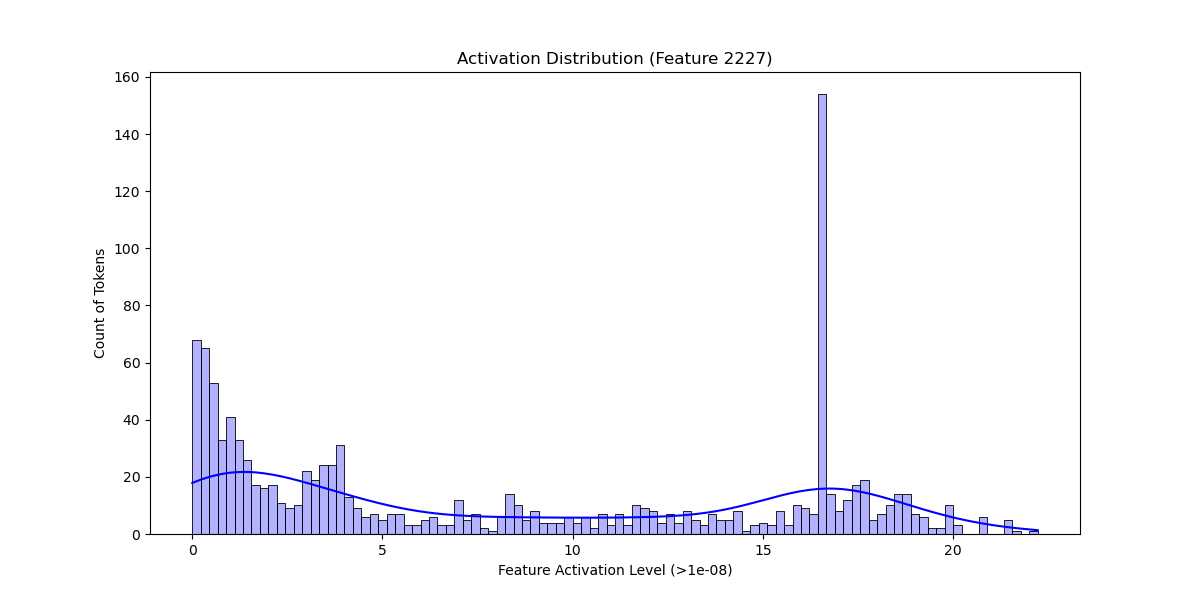 Activation Distribution (Feature 2227)
160
140
120
100
80
60
40
20
0
Count of Tokens
0 5 10 15 20
Feature Activation Level (>1e-08)